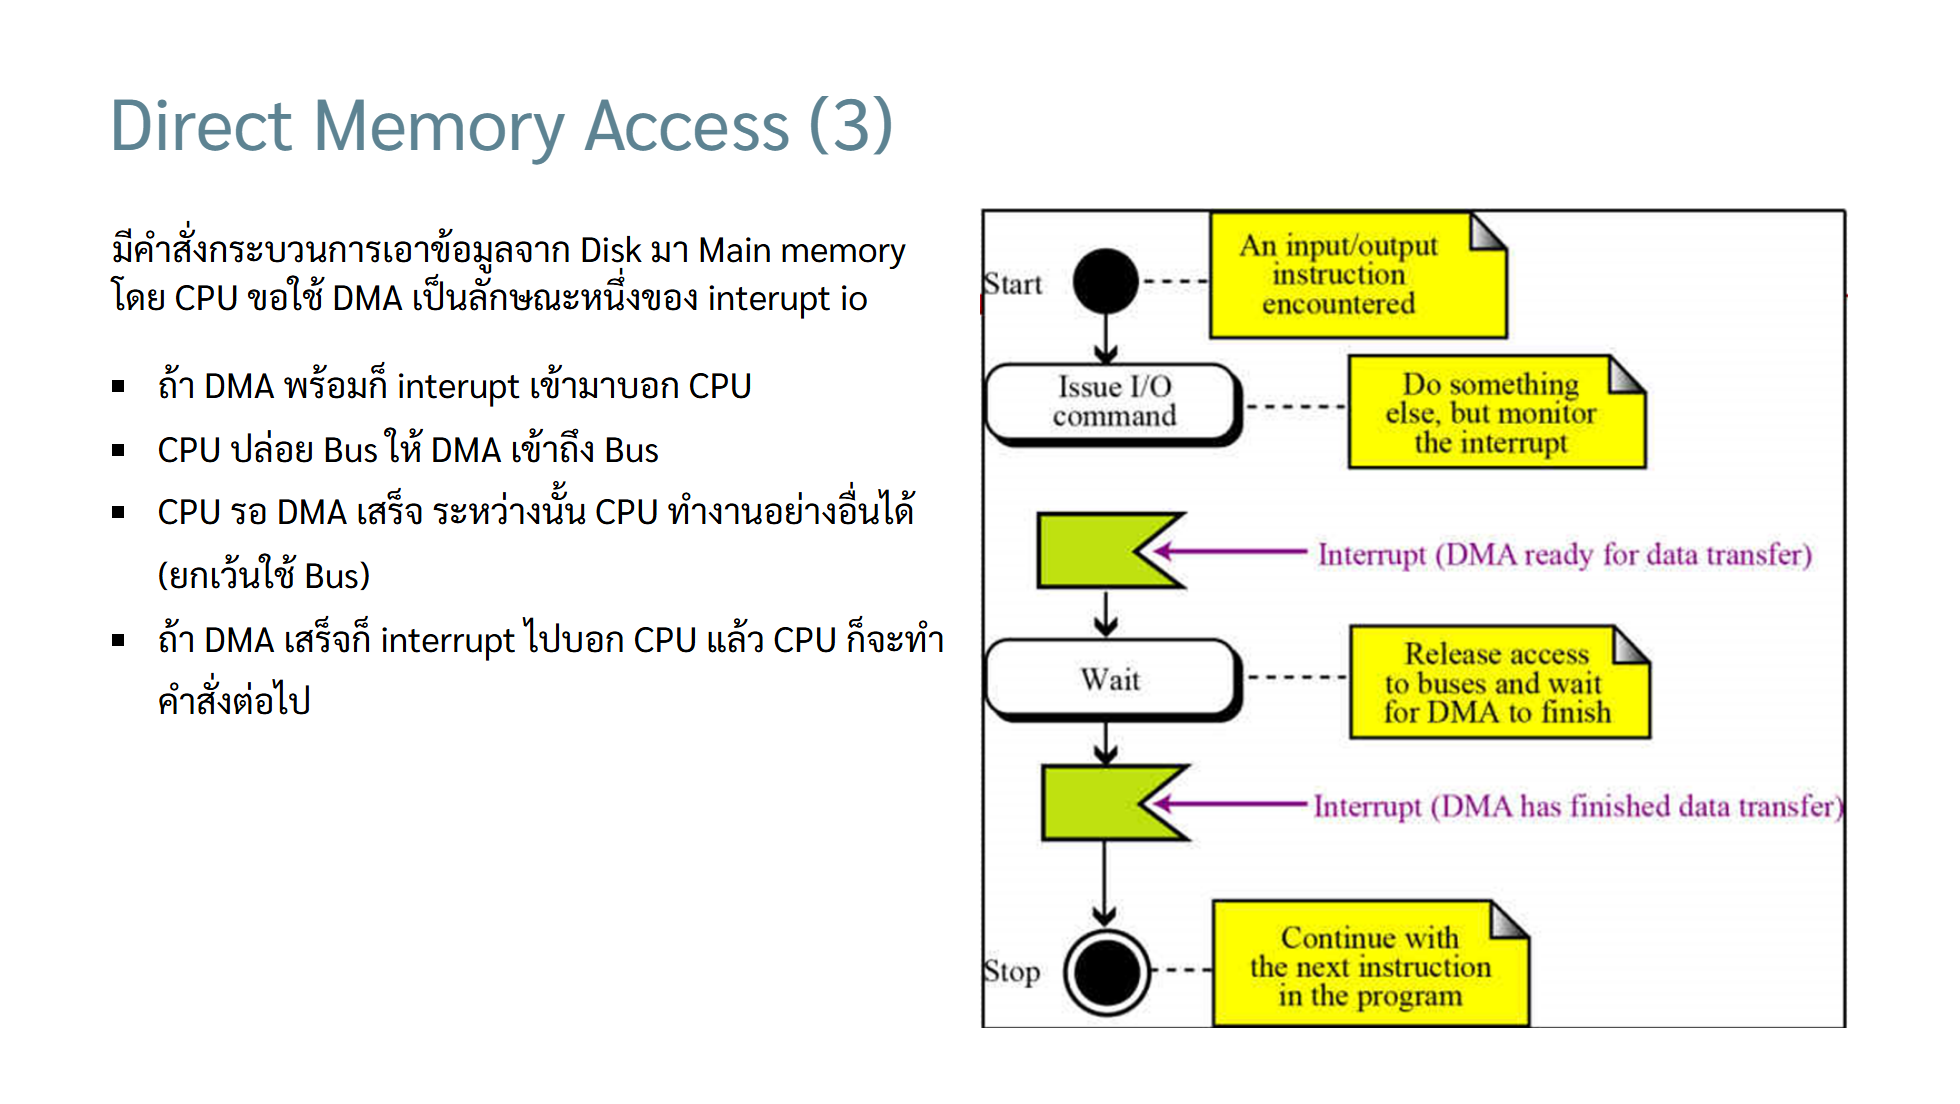 Direct Memory Access (3)
มีคำสั่งกระบวนการเอาข้อมูลจาก Disk มา Main memory
โดย CPU ขอใช้ DMA เป็นลักษณะหนึ่งของ interupt io
▪ ถ้า DMA พร้อมก็ interupt เข้ามาบอก CPU
▪ CPU ปล่อย Bus ให้ DMA เข้าถึง Bus
▪ CPU รอ DMA เสร็จ ระหว่างนั้น CPU ทำงานอย่างอื่นได้
(ยกเว้นใช้ Bus)
▪ ถ้า DMA เสร็จก็ interrupt ไปบอก CPU แล้ว CPU ก็จะทำ
คำสั่งต่อไป
Start
An input/output
instruction
encountered
Issue I/O
command
Do something
else, but monitor
the interrupt
Interrupt (DMA ready for data transfer)
Wait
Release access
to buses and wait
for DMA to finish
Interrupt (DMA has finished data transfer)
Stop
Continue with
the next instruction
in the program